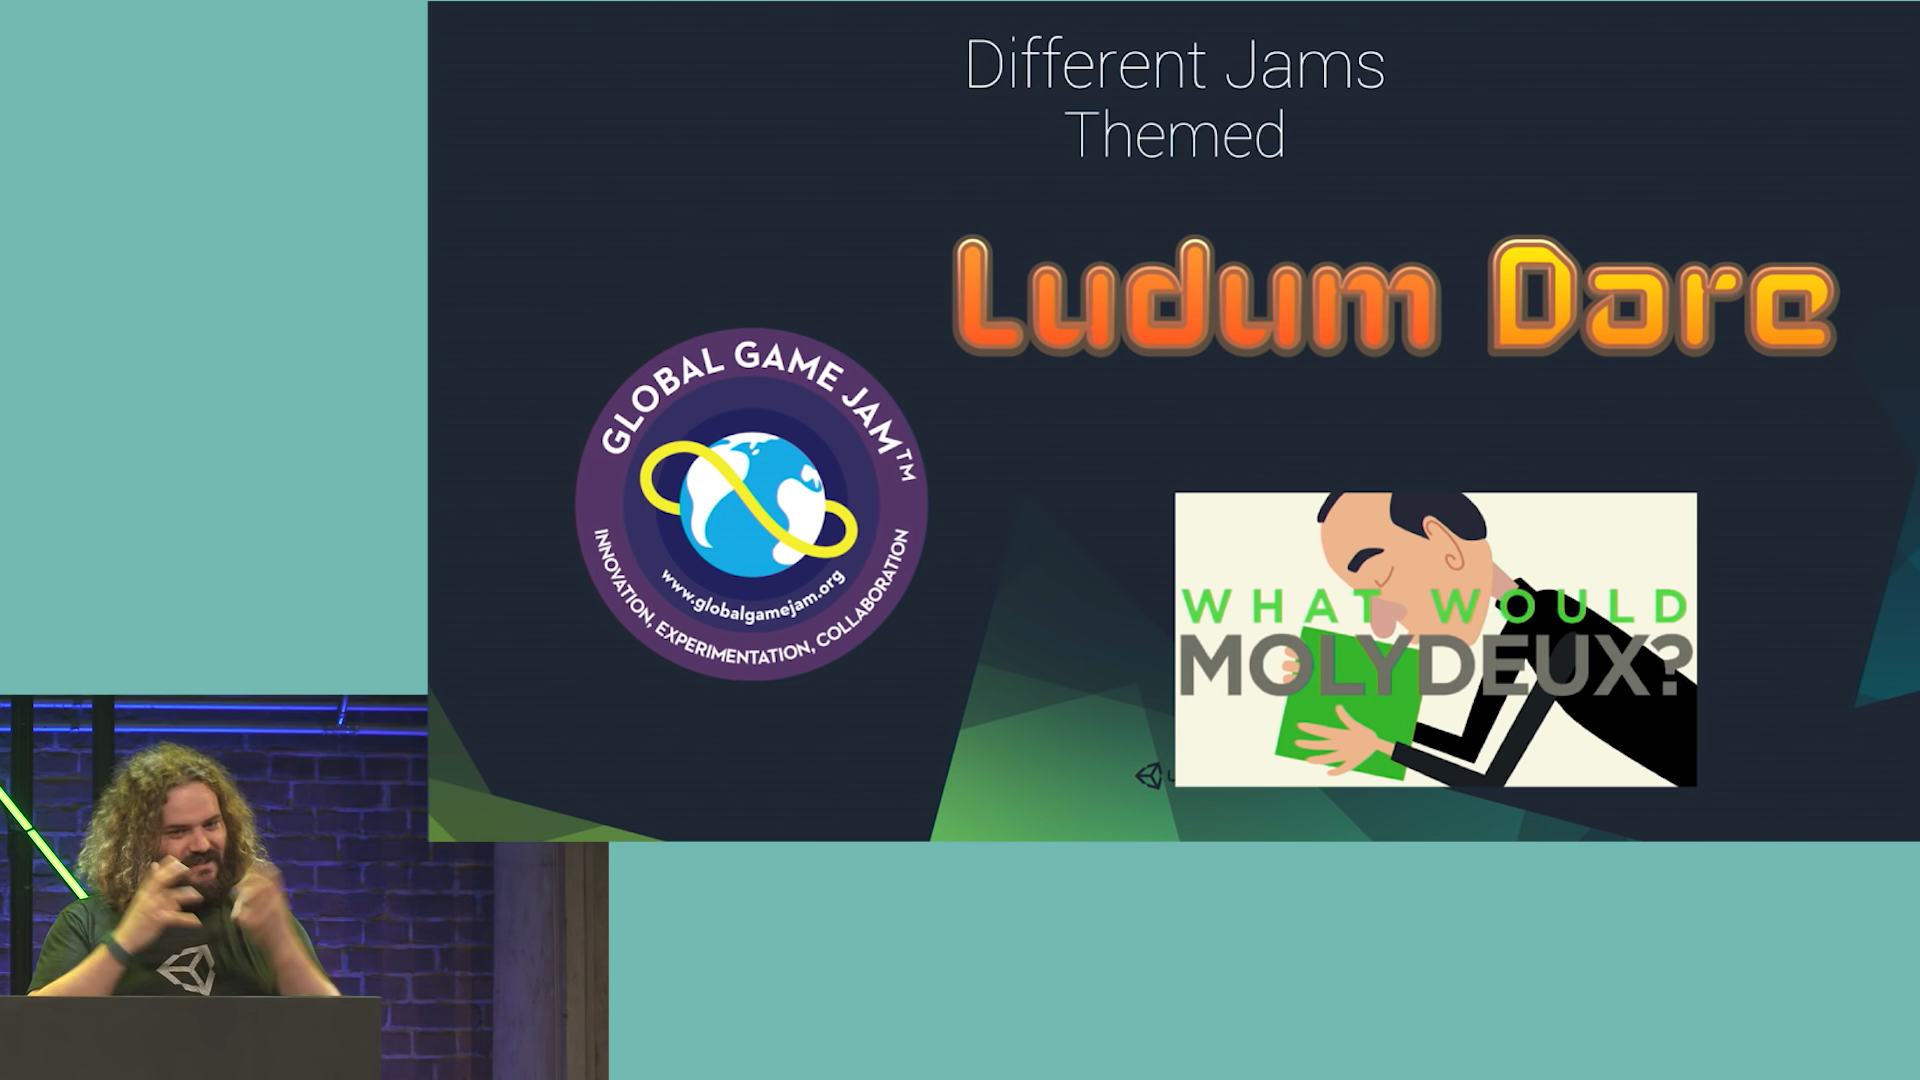 Different Jams
Themed
Ludum Dare
GLOBAL GAME JAM™
www.globalgamejam.org
INNOVATION, EXPERIMENTATION, COLLABORATION
WHAT WOULD
MOLYDEUX?